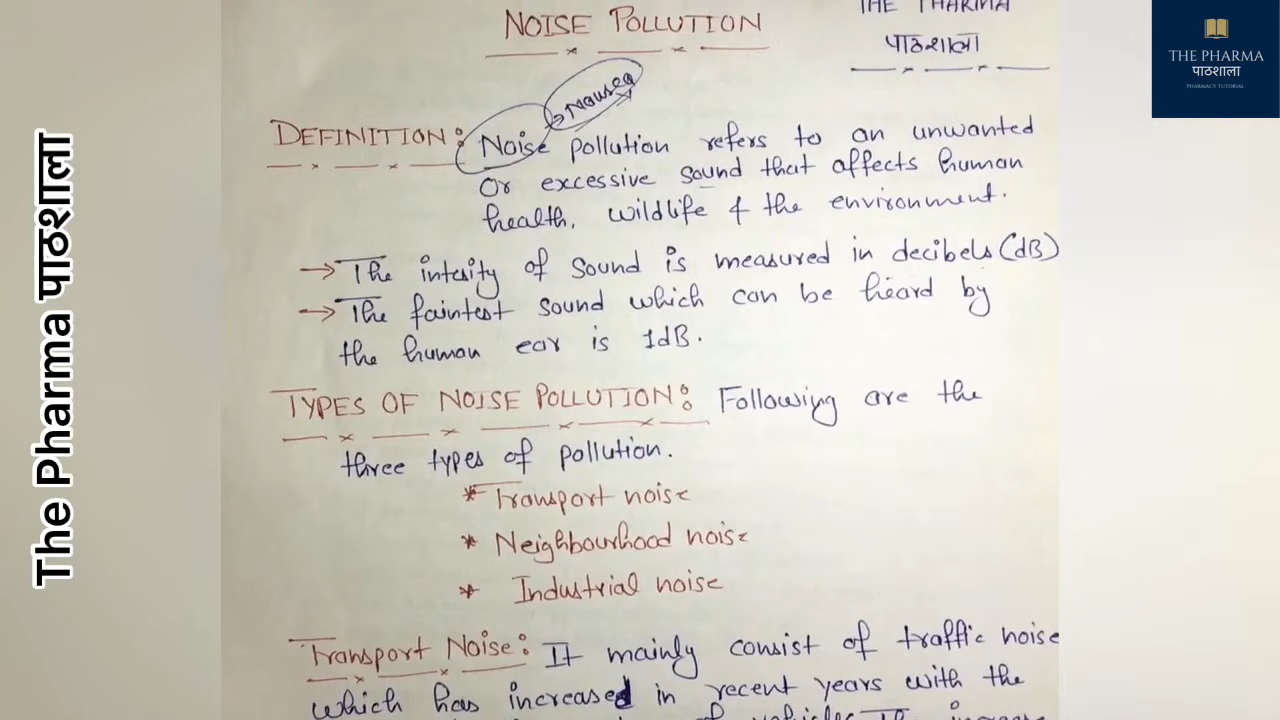 NOISE POLLUTION
THE PHARMA
पाठशाला
THE PHARMA
पाठशाला
PHARMACY TUTORIAL
The Pharma पाठशाला
Nausea
DEFINITION: Noise pollution refers to an unwanted
or excessive sound that affects human
health, wildlife & the environment.
→ The intesity of sound is measured in decibels (dB)
→ The faintest sound which can be heard by
the human ear is 1dB.
TYPES OF NOISE POLLUTION: Following are the
three types of pollution.
* Transport noise
* Neighbourhood noise
* Industrial noise
Transport Noise: It mainly consist of traffic noise
which has increased in recent years with the
of vehicles